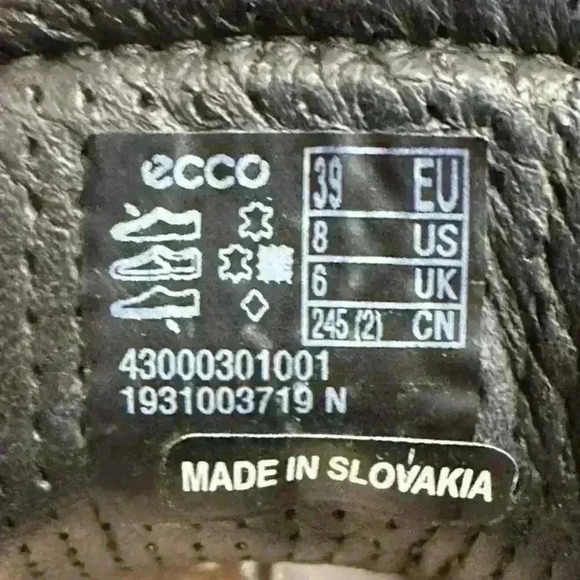 ecco
39 EU
8 US
6 UK
245 (2) CN
43000301001
1931003719 N
MADE IN SLOVAKIA